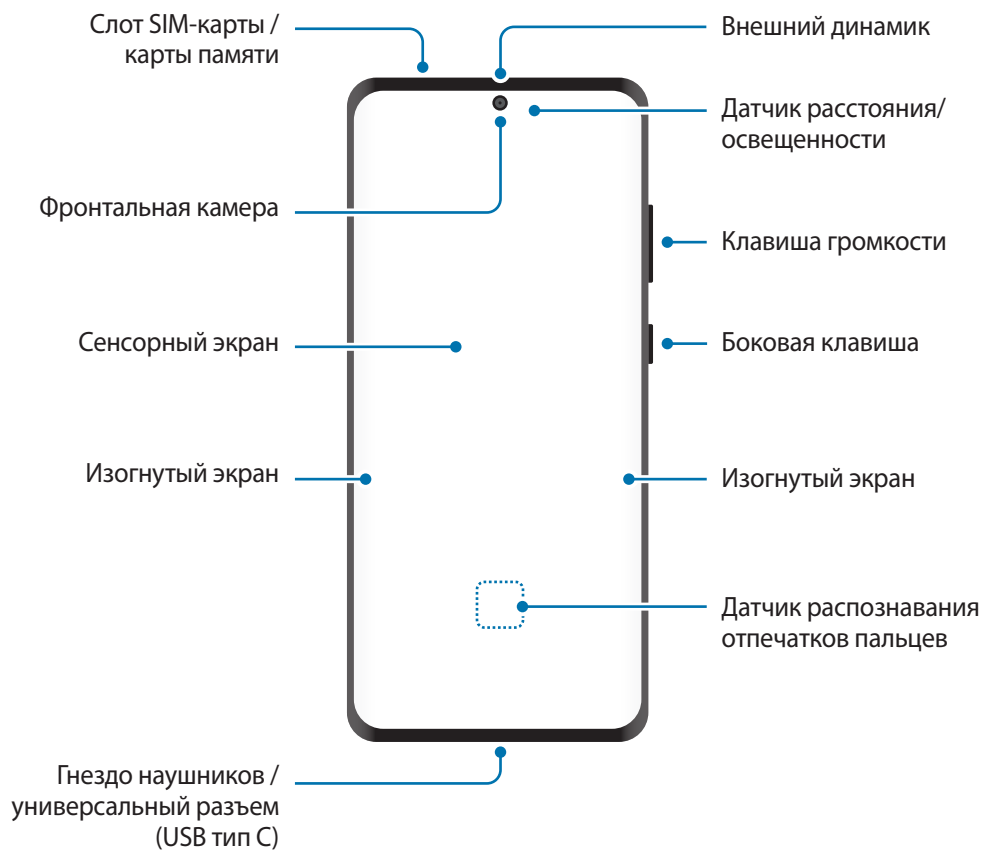 Слот SIM-карты /
карты памяти
Фронтальная камера
Сенсорный экран
Изогнутый экран
Гнездо наушников /
универсальный разъем
(USB тип C)
Внешний динамик
Датчик расстояния/
освещенности
Клавиша громкости
Боковая клавиша
Изогнутый экран
Датчик распознавания
отпечатков пальцев